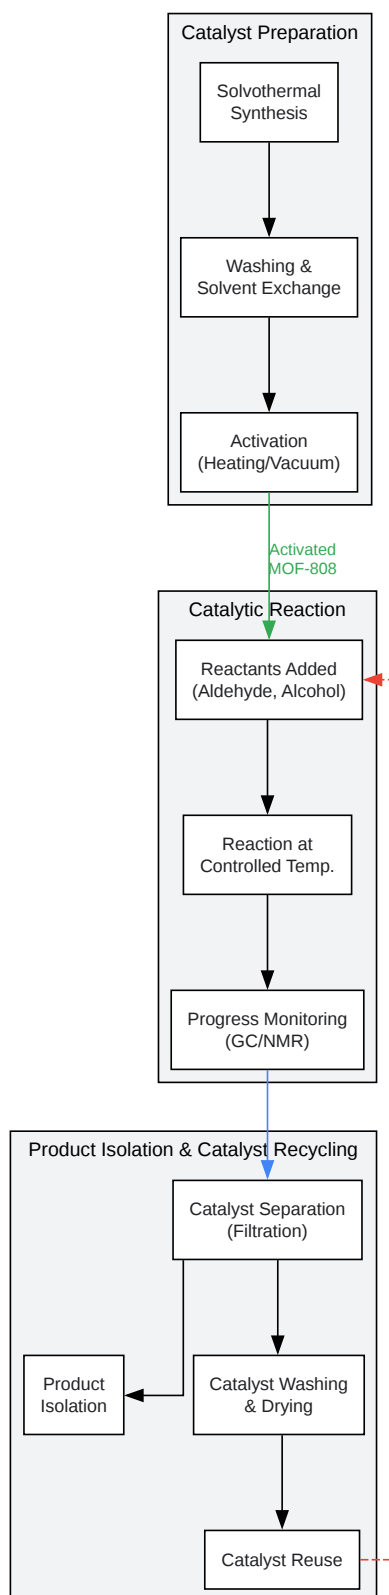 Catalyst Preparation
Solvothermal
Synthesis
Washing &
Solvent Exchange
Activation
(Heating/Vacuum)
Activated
MOF-808
Catalytic Reaction
Reactants Added
(Aldehyde, Alcohol)
Reaction at
Controlled Temp.
Progress Monitoring
(GC/NMR)
Product Isolation & Catalyst Recycling
Catalyst Separation
(Filtration)
Product
Isolation
Catalyst Washing
& Drying
Catalyst Reuse